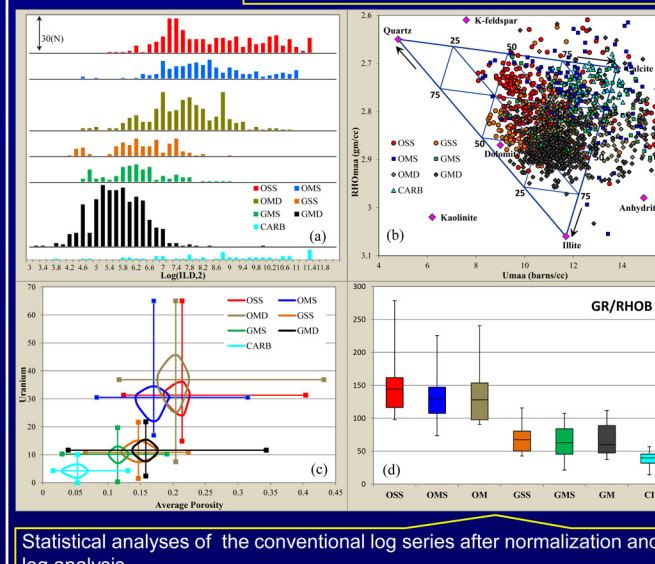 30(N)
OSS OMS
OMD GSS
GMS GMD
CARB
(a)
3 3.4 3.8 4.2 4.6 5 5.4 5.8 6.2 6.6 7 7.4 7.8 8.2 8.6 9 9.4 9.8 10.2 10.6 11 11.4 11.8
Log(ILD,2)
2.6
2.7
2.8
2.9
3
3.1
RHOmaa (gm/cc)
K-feldspar
Quartz
25
50
75
Calcite
75
50
50
25
75
OSS GSS
OMS GMS
OMD GMD
CARB
Dolomit
Kaolinite
Anhydrit
Illite
(b)
4 6 8 10 12 14
Umaa (barns/cc)
70
60
50
40
30
20
10
0
Uranium
OSS OMS
OMD GSS
GMS GMD
CARB
(c)
0 0.05 0.1 0.15 0.2 0.25 0.3 0.35 0.4 0.45
Average Porosity
300
250
200
150
100
50
0
GR/RHOB
(d)
OSS OMS OM GSS GMS GM CI
Statistical analyses of the conventional log series after normalization and
log analysis